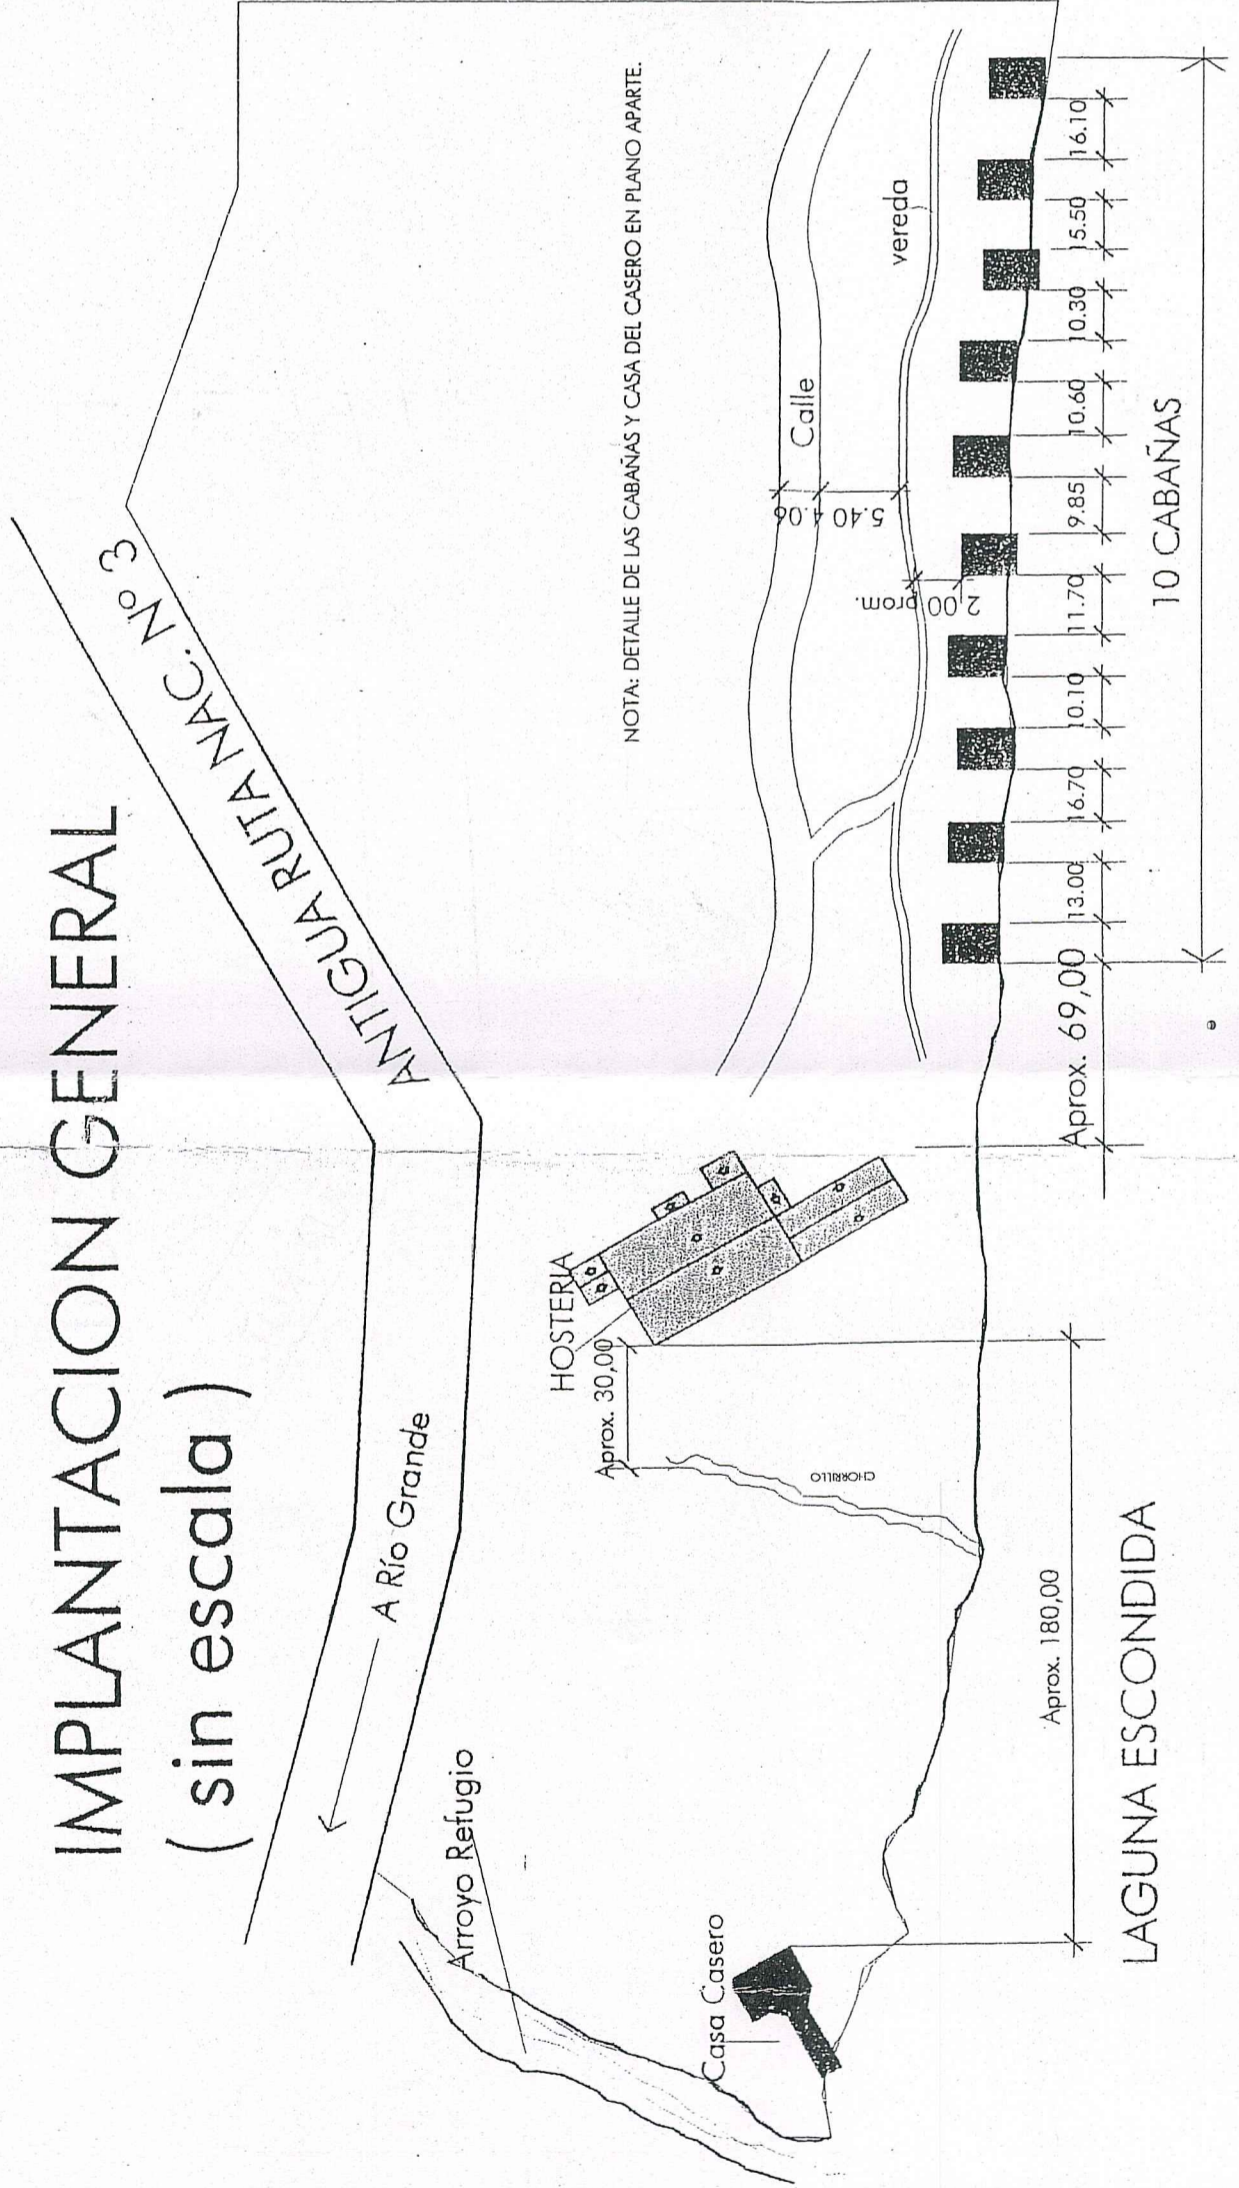 IMPLANTACION GENERAL
( sin escala )
ANTIGUA RUTA NAC. Nº 3
A Río Grande
Arroyo Refugio
HOSTERIA
Aprox. 30,00
CHORRILLO
Casa Casero
Aprox. 180,00
LAGUNA ESCONDIDA
NOTA: DETALLE DE LAS CABAÑAS Y CASA DEL CASERO EN PLANO APARTE.
Calle
vereda
4.06
5.40
2.00 prom.
Aprox. 69,00
13.00
16.70
10.10
11.70
9.85
10.60
10.30
15.50
16.10
10 CABAÑAS